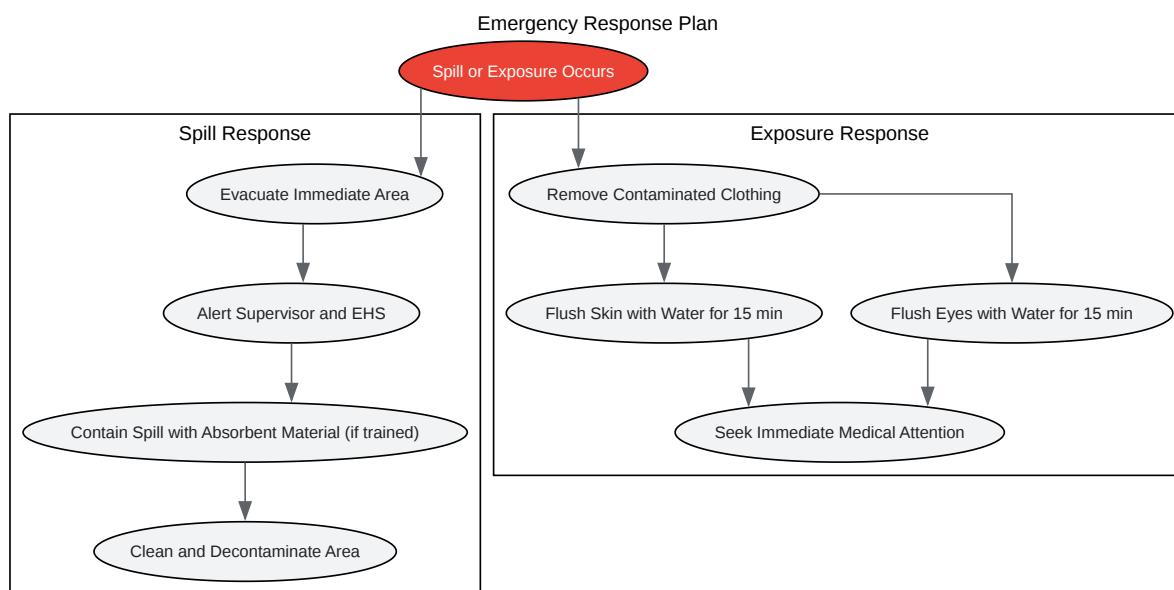 Emergency Response Plan
Spill or Exposure Occurs
Spill Response
Evacuate Immediate Area
Alert Supervisor and EHS
Contain Spill with Absorbent Material (if trained)
Clean and Decontaminate Area
Exposure Response
Remove Contaminated Clothing
Flush Skin with Water for 15 min
Flush Eyes with Water for 15 min
Seek Immediate Medical Attention